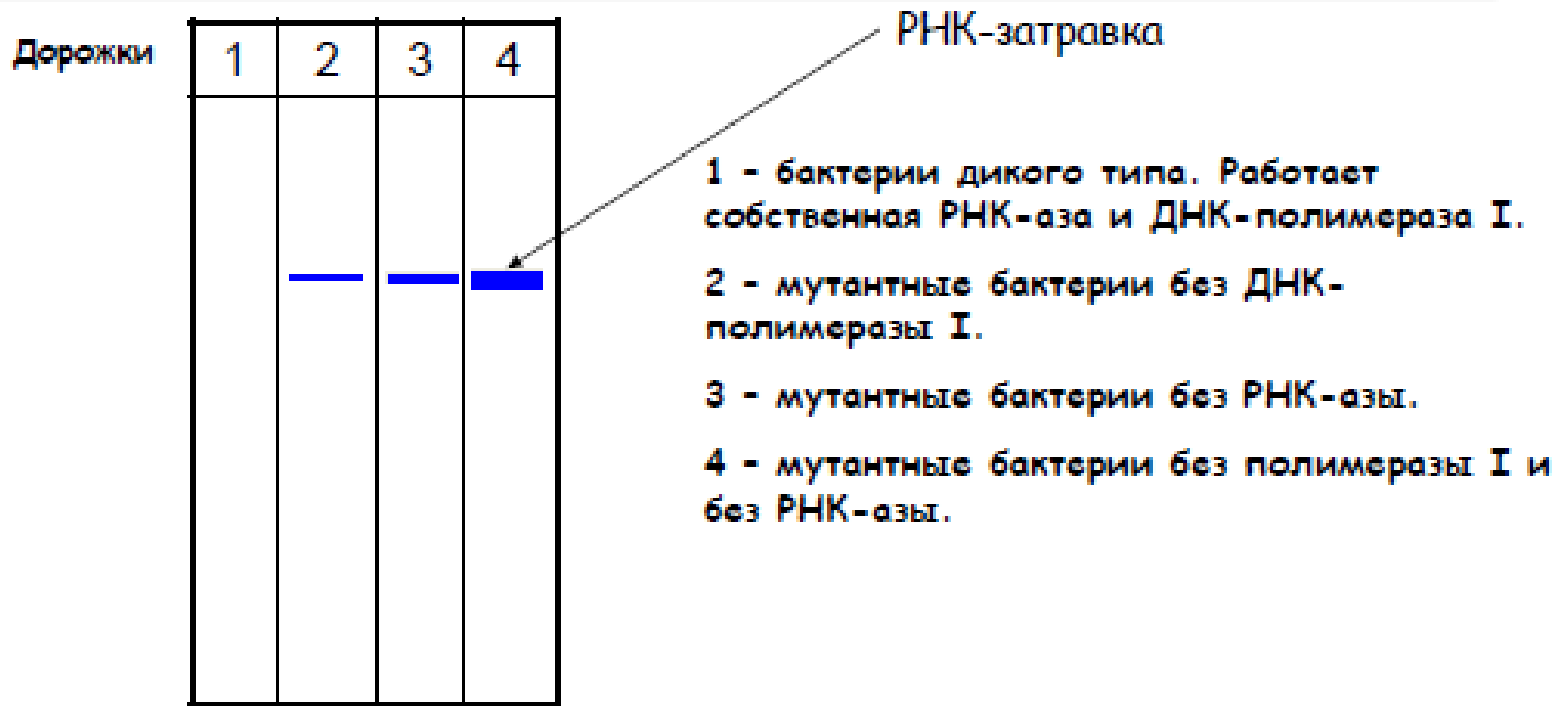 РНК-затравка
Дорожки 1 2 3 4
1 - бактерии дикого типа. Работает
собственная РНК-аза и ДНК-полимераза I.
2 - мутантные бактерии без ДНК-
полимеразы I.
3 - мутантные бактерии без РНК-азы.
4 - мутантные бактерии без полимеразы I и
без РНК-азы.